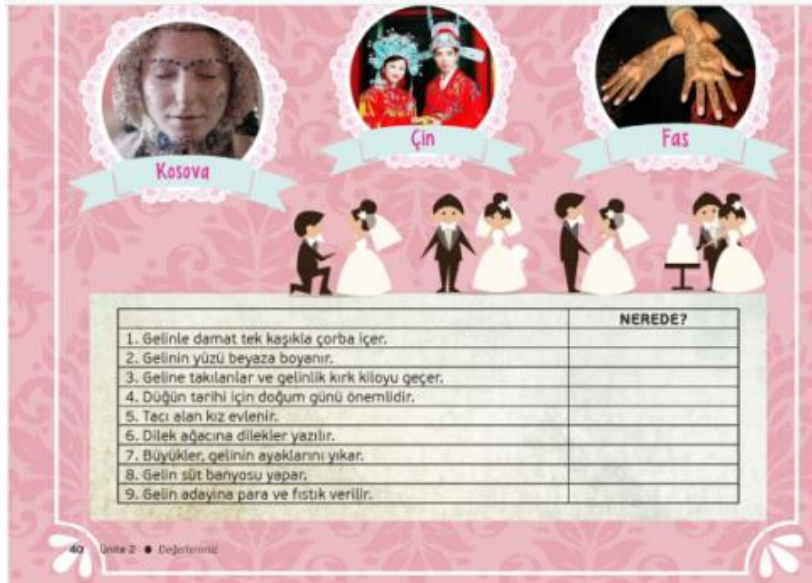 Kosova
Çin
Fas
NEREDE?
1. Gelinle damat tek kaşıkla çorba içer.
2. Gelinin yüzü beyaza boyanır.
3. Geline takılanlar ve gelinlik kırk kiloyu geçer.
4. Düğün tarihi için doğum günü önemlidir.
5. Tacı alan kız evlenir.
6. Dilek ağacına dilekler yazılır.
7. Büyükler, gelinin ayaklarını yıkar.
8. Gelin süt banyosu yapar.
9. Gelin adayına para ve fıstık verilir.
40 Ünite 2 ● Değerlerimiz